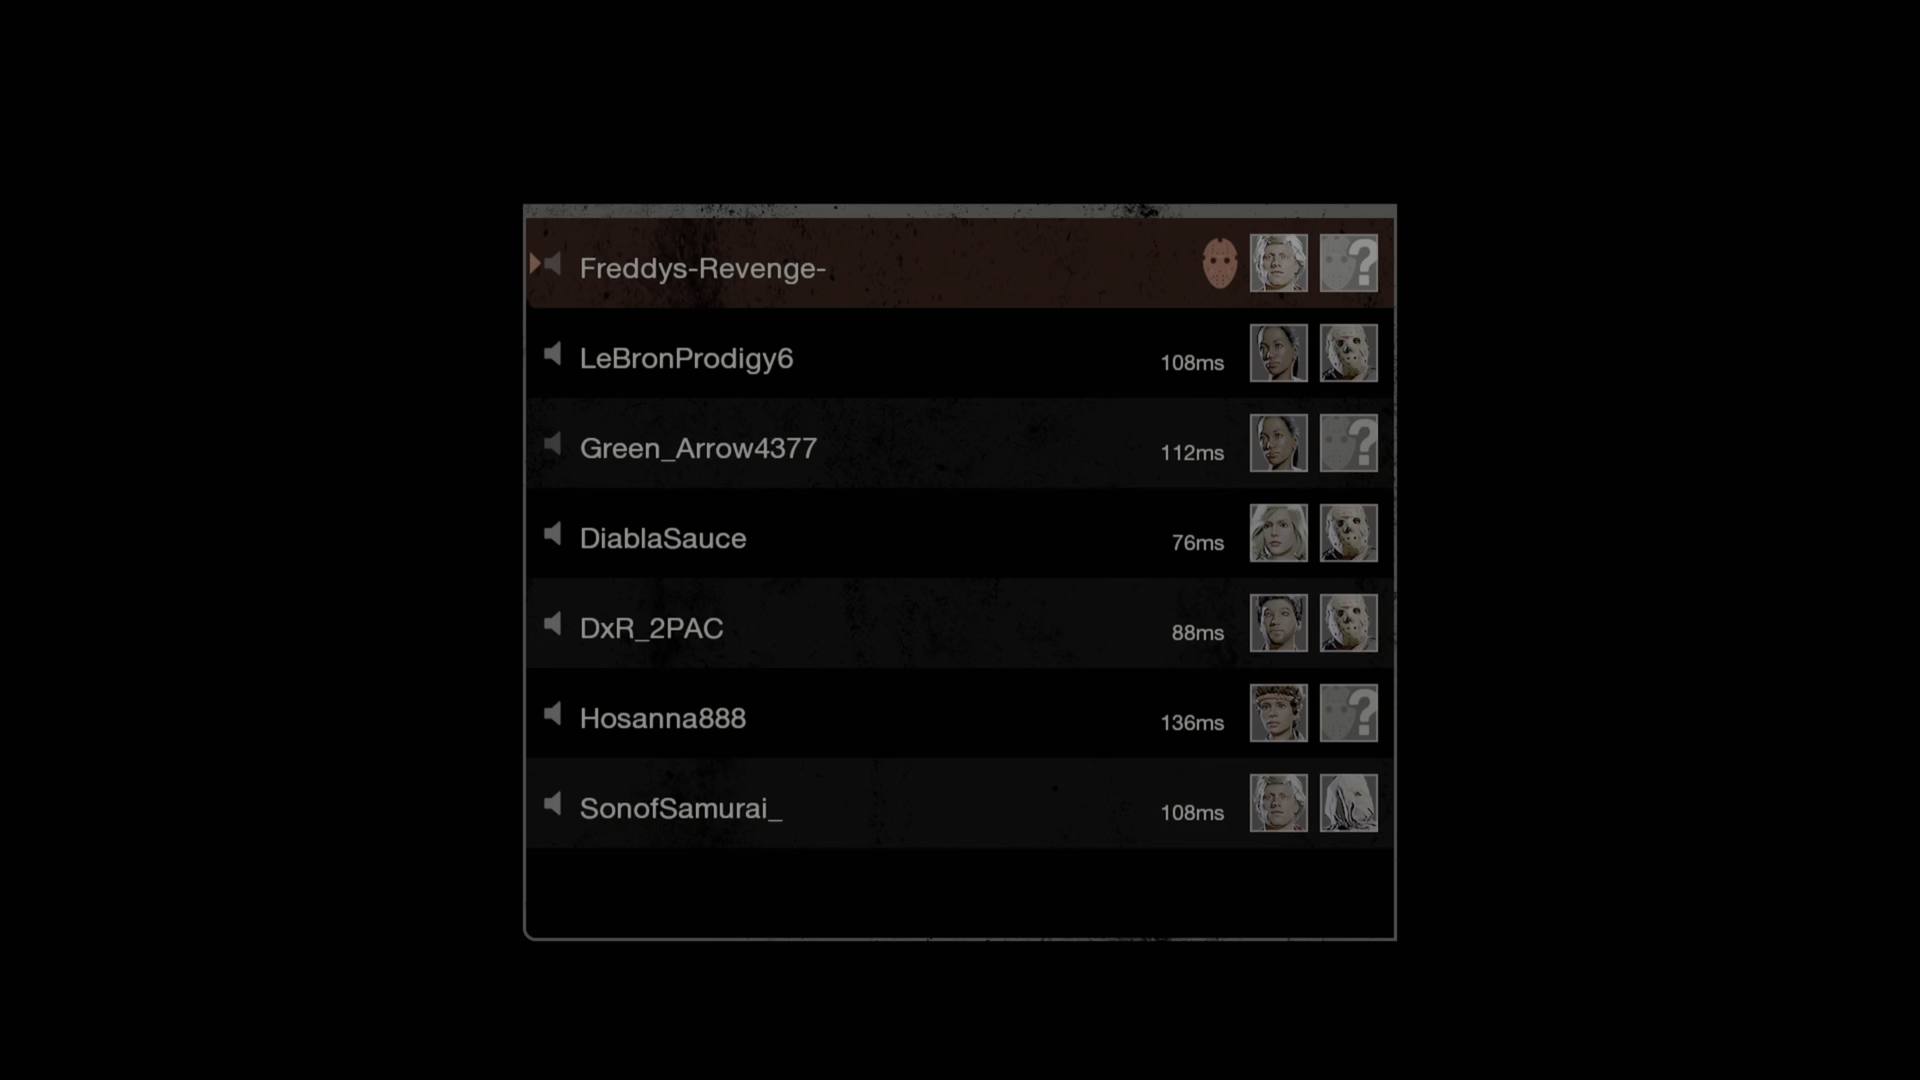 Freddys-Revenge-
LeBronProdigy6 108ms
Green_Arrow4377 112ms
DiablaSauce 76ms
DxR_2PAC 88ms
Hosanna888 136ms
SonofSamurai_ 108ms